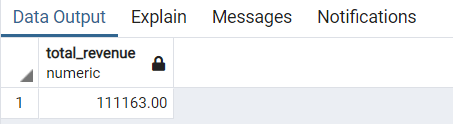 Data Output Explain Messages Notifications
total_revenue
numeric
1 111163.00